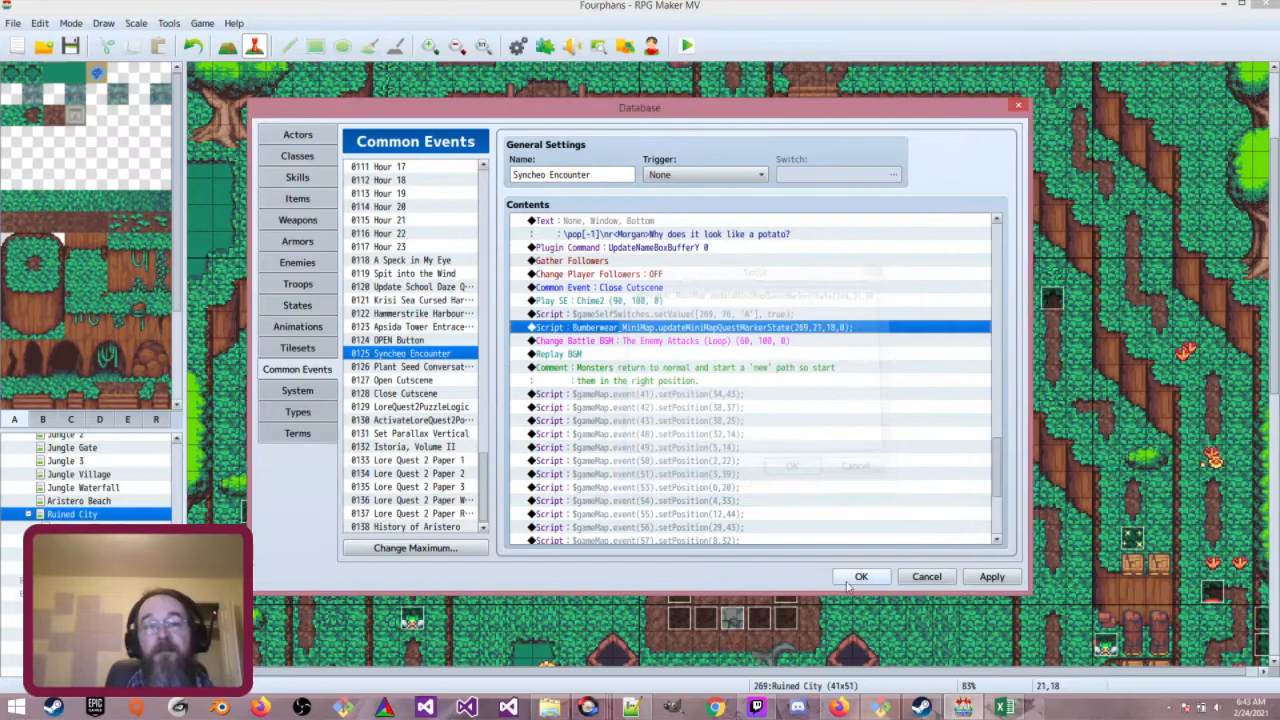 Fourphans - RPG Maker MV
File Edit Mode Draw Scale Tools Game Help
Database
Actors
Classes
Skills
Items
Weapons
Armors
Enemies
Troops
States
Animations
Tilesets
Common Events
System
Types
Terms
Common Events
0111 Hour 17
0112 Hour 18
0113 Hour 19
0114 Hour 20
0115 Hour 21
0116 Hour 22
0117 Hour 23
0118 A Speck in My Eye
0119 Spit into the Wind
0120 Update School Daze Q...
0121 Krisi Sea Cursed Har...
0122 Hammerstrike Harbour...
0123 Apsida Tower Entrace...
0124 OPEN Button
0125 Syncheo Encounter
0126 Plant Seed Conversat...
0127 Open Cutscene
0128 Close Cutscene
0129 LoreQuest2PuzzleLogic
0130 ActivateLoreQuest2Po...
0131 Set Parallax Vertical
0132 Istoria, Volume II
0133 Lore Quest 2 Paper 1
0134 Lore Quest 2 Paper 2
0135 Lore Quest 2 Paper 3
0136 Lore Quest 2 Paper W...
0137 Lore Quest 2 Paper R...
0138 History of Aristero
Change Maximum...
General Settings
Name: Trigger: Switch:
Syncheo Encounter None ...
Contents
◆Text : None, Window, Bottom
: : \pop[-1]\nr<Morgan>Why does it look like a potato?
◆Plugin Command : UpdateNameBoxBufferY 0
◆Gather Followers
◆Change Player Followers : OFF
◆Common Event : Close Cutscene
◆Play SE : Chime2 (90, 100, 0)
◆Script : $gameSelfSwitches.setValue([269, 76, 'A'], true);
◆Script : Bumberwear_MiniMap.updateMiniMapQuestMarkerState(269,21,18,0);
◆Change Battle BGM : The Enemy Attacks (Loop) (60, 100, 0)
◆Replay BGM
◆Comment : Monsters return to normal and start a 'new' path so start
: : them in the right position.
◆Script : $gameMap.event(41).setPosition(34,43);
◆Script : $gameMap.event(42).setPosition(38,37);
◆Script : $gameMap.event(43).setPosition(38,25);
◆Script : $gameMap.event(48).setPosition(32,14);
◆Script : $gameMap.event(49).setPosition(5,14);
◆Script : $gameMap.event(50).setPosition(2,22);
◆Script : $gameMap.event(51).setPosition(3,39);
◆Script : $gameMap.event(53).setPosition(6,20);
◆Script : $gameMap.event(54).setPosition(4,33);
◆Script : $gameMap.event(55).setPosition(12,44);
◆Script : $gameMap.event(56).setPosition(29,43);
◆Script : $gameMap.event(57).setPosition(8,32);
Script
OK Cancel
OK Cancel Apply
A B C D E R
Jungle 2
Jungle Gate
Jungle 3
Jungle Village
Jungle Waterfall
Aristero Beach
Ruined City
269:Ruined City (41x51) 83% 21,18
EPIC GAMES
6:43 AM
2/24/2021